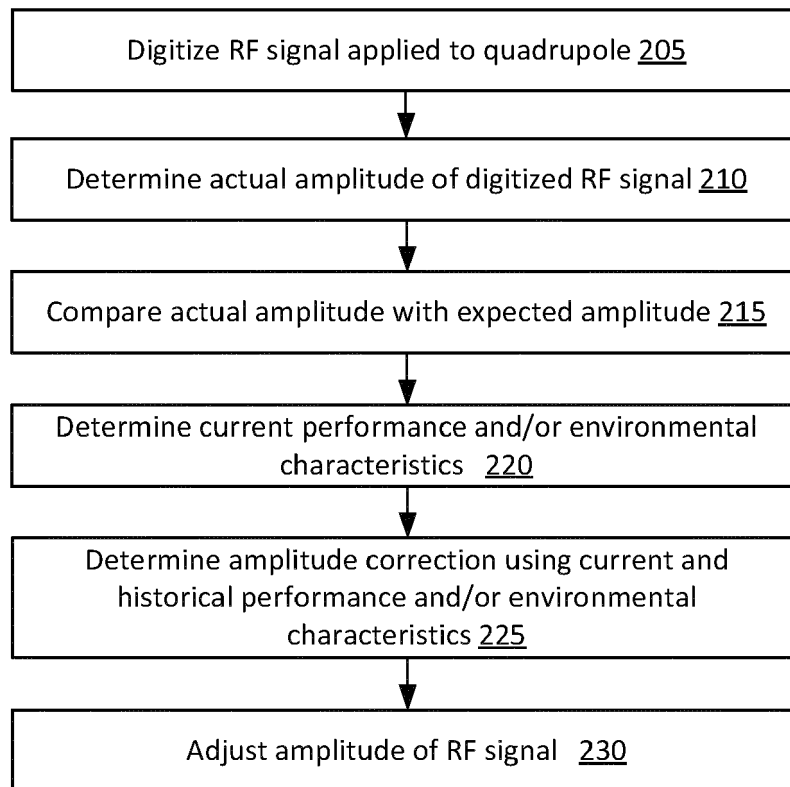 Digitize RF signal applied to quadrupole 205
Determine actual amplitude of digitized RF signal 210
Compare actual amplitude with expected amplitude 215
Determine current performance and/or environmental
characteristics 220
Determine amplitude correction using current and
historical performance and/or environmental
characteristics 225
Adjust amplitude of RF signal 230